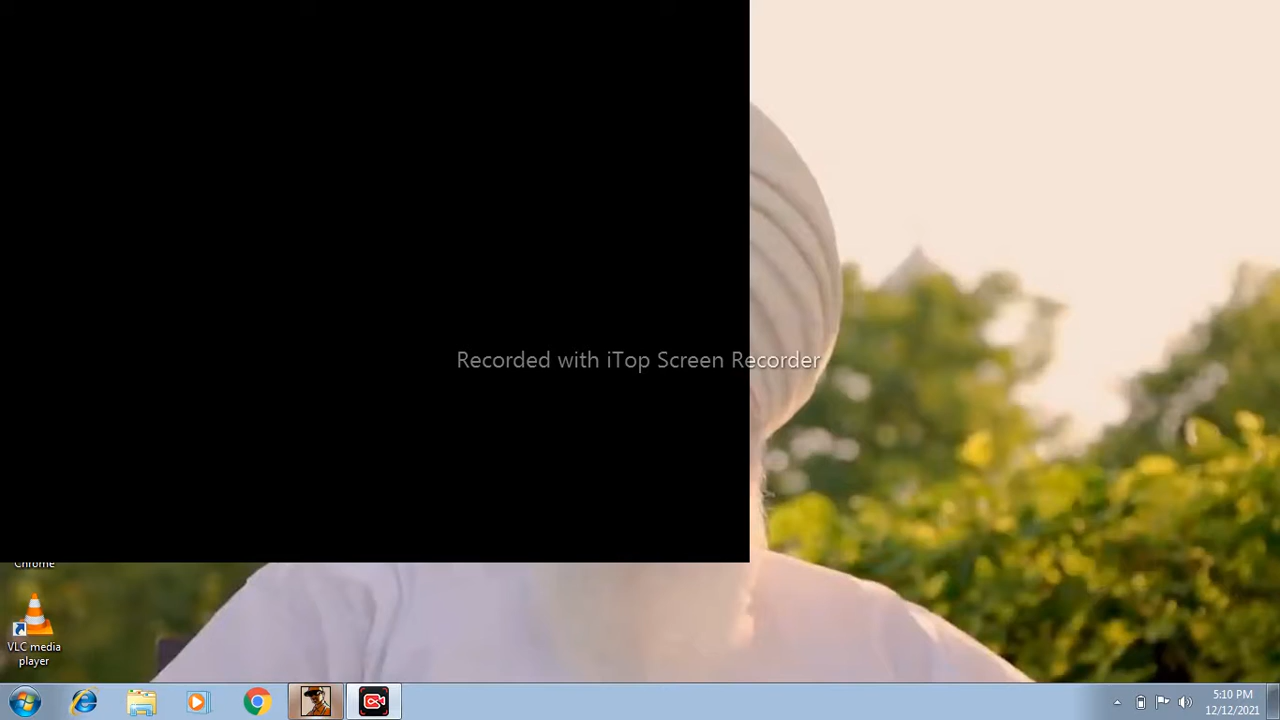 Recorded with iTop Screen Recorder
Chrome
VLC media
player
5:10 PM
12/12/2021